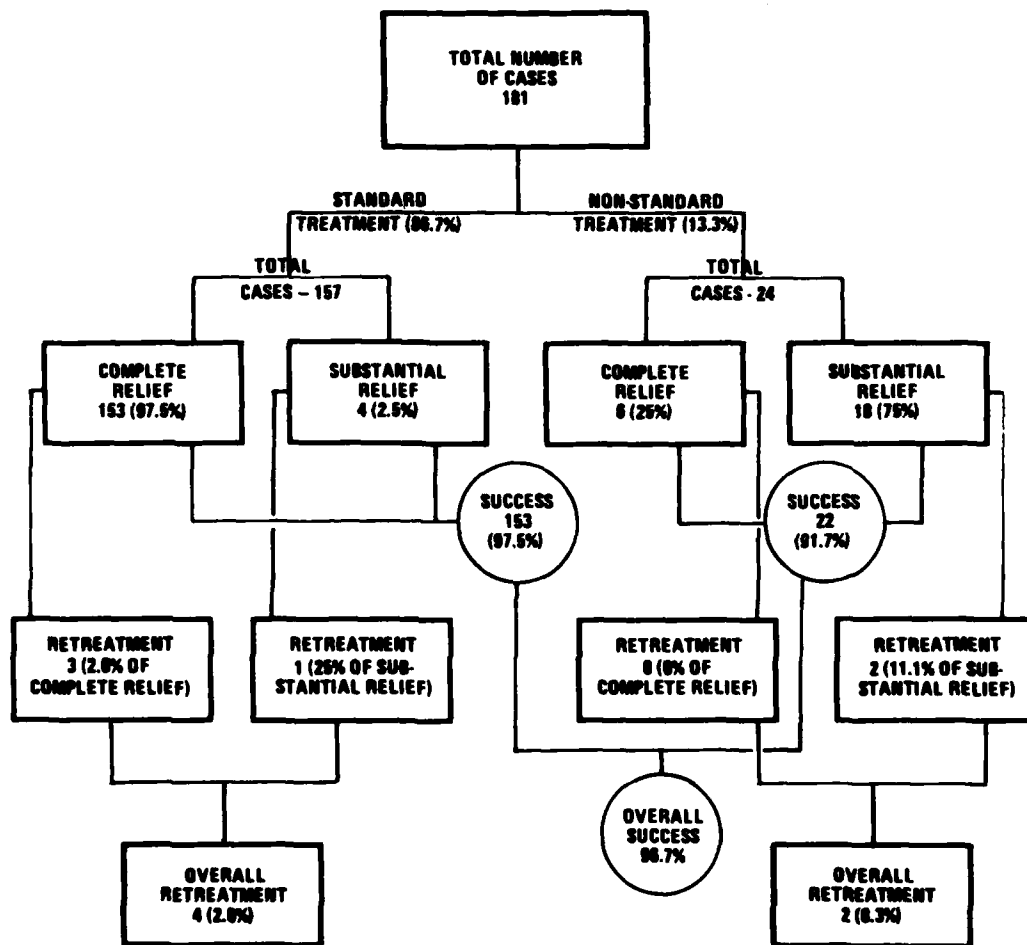 TOTAL NUMBER
OF CASES
181
STANDARD
TREATMENT (86.7%)
NON-STANDARD
TREATMENT (13.3%)
TOTAL
CASES – 157
TOTAL
CASES - 24
COMPLETE
RELIEF
153 (97.5%)
SUBSTANTIAL
RELIEF
4 (2.5%)
COMPLETE
RELIEF
6 (25%)
SUBSTANTIAL
RELIEF
18 (75%)
SUCCESS
153
(97.5%)
SUCCESS
22
(91.7%)
RETREATMENT
3 (2.0% OF
COMPLETE RELIEF)
RETREATMENT
1 (25% OF SUB-
STANTIAL RELIEF)
RETREATMENT
0 (0% OF
COMPLETE RELIEF)
RETREATMENT
2 (11.1% OF SUB-
STANTIAL RELIEF)
OVERALL
SUCCESS
96.7%
OVERALL
RETREATMENT
4
OVERALL
RETREATMENT
2 (8.3%)